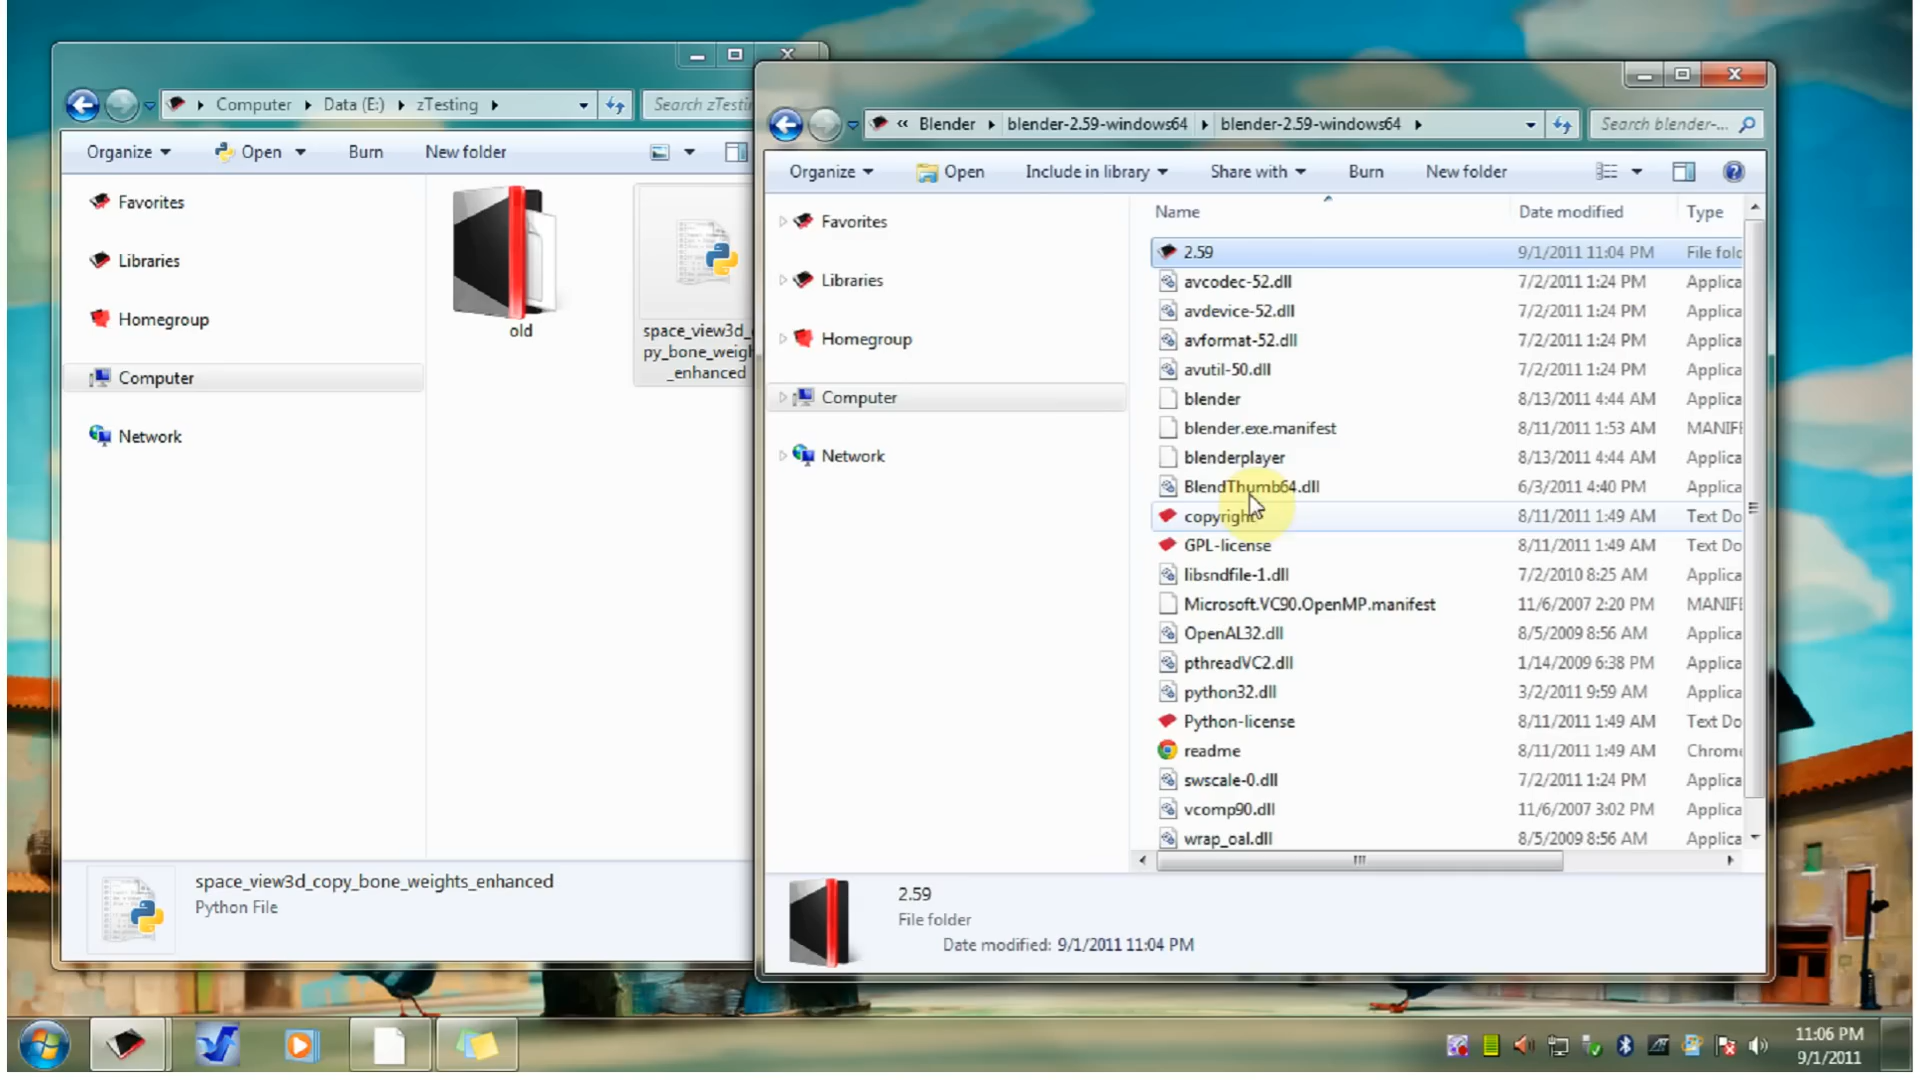 Computer Data (E:) zTesting
Organize Open Burn New folder
Favorites
Libraries
Homegroup
Computer
Network
old
space_view3d_
py_bone_weigh
_enhanced
space_view3d_copy_bone_weights_enhanced
Python File
« Blender blender-2.59-windows64 blender-2.59-windows64 Search blender-...
Organize Open Include in library Share with Burn New folder
Favorites
Libraries
Homegroup
Computer
Network
Name Date modified Type
2.59 9/1/2011 11:04 PM File fold
avcodec-52.dll 7/2/2011 1:24 PM Applica
avdevice-52.dll 7/2/2011 1:24 PM Applica
avformat-52.dll 7/2/2011 1:24 PM Applica
avutil-50.dll 7/2/2011 1:24 PM Applica
blender 8/13/2011 4:44 AM Applica
blender.exe.manifest 8/11/2011 1:53 AM MANIFE
blenderplayer 8/13/2011 4:44 AM Applica
BlendThumb64.dll 6/3/2011 4:40 PM Applica
copyright 8/11/2011 1:49 AM Text Do
GPL-license 8/11/2011 1:49 AM Text Do
libsndfile-1.dll 7/2/2010 8:25 AM Applica
Microsoft.VC90.OpenMP.manifest 11/6/2007 2:20 PM MANIFE
OpenAL32.dll 8/5/2009 8:56 AM Applica
pthreadVC2.dll 1/14/2009 6:38 PM Applica
python32.dll 3/2/2011 9:59 AM Applica
Python-license 8/11/2011 1:49 AM Text Do
readme 8/11/2011 1:49 AM Chrome
swscale-0.dll 7/2/2011 1:24 PM Applica
vcomp90.dll 11/6/2007 3:02 PM Applica
wrap_oal.dll 8/5/2009 8:56 AM Applica
2.59
File folder
Date modified: 9/1/2011 11:04 PM
11:06 PM
9/1/2011